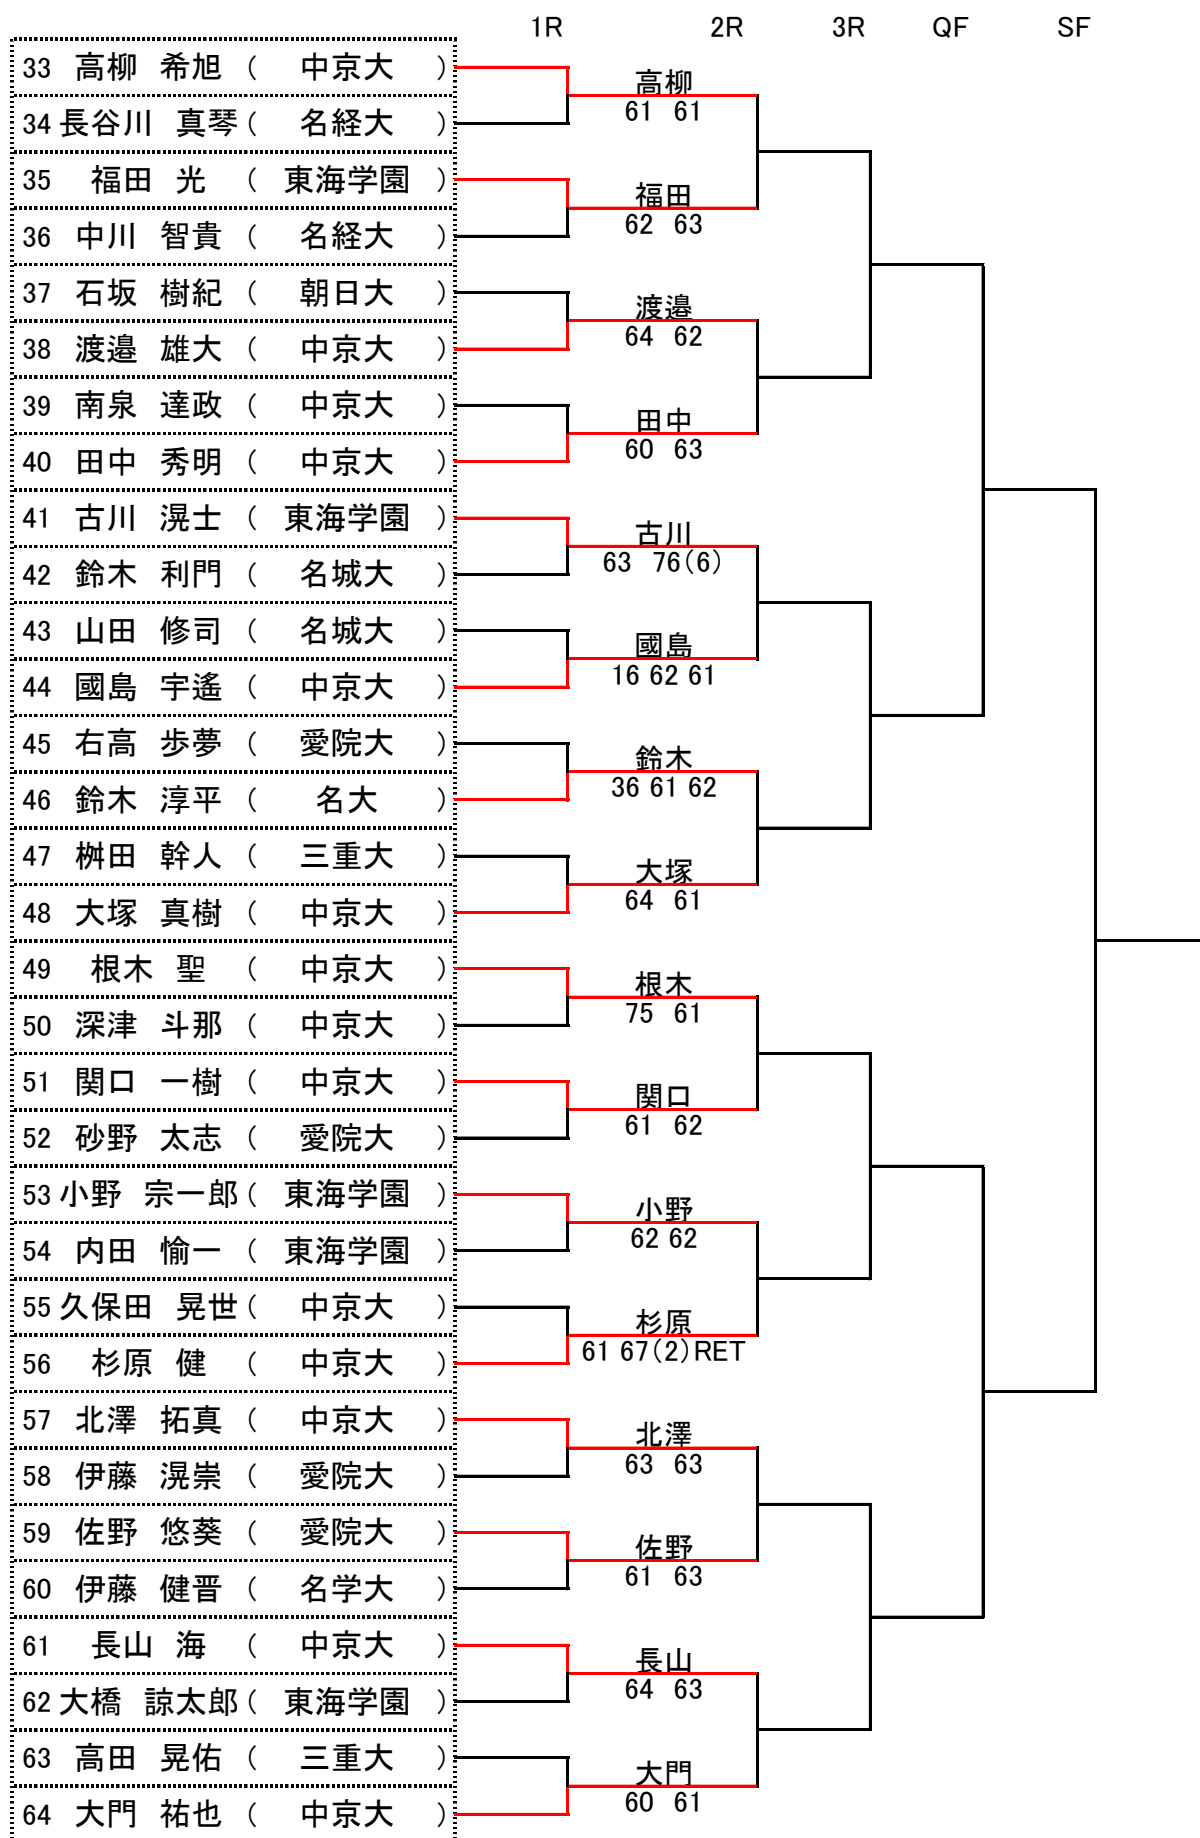 1R 2R 3R QF SF
33 高柳 希旭 ( 中京大 )
高柳
61 61
34 長谷川 真琴 ( 名経大 )
35 福田 光 ( 東海学園 )
福田
62 63
36 中川 智貴 ( 名経大 )
37 石坂 樹紀 ( 朝日大 )
渡邉
64 62
38 渡邉 雄大 ( 中京大 )
39 南泉 達政 ( 中京大 )
田中
60 63
40 田中 秀明 ( 中京大 )
41 古川 滉士 ( 東海学園 )
古川
63 76(6)
42 鈴木 利門 ( 名城大 )
43 山田 修司 ( 名城大 )
國島
16 62 61
44 國島 宇遙 ( 中京大 )
45 右高 歩夢 ( 愛院大 )
鈴木
36 61 62
46 鈴木 淳平 ( 名大 )
47 桝田 幹人 ( 三重大 )
大塚
64 61
48 大塚 真樹 ( 中京大 )
49 根木 聖 ( 中京大 )
根木
75 61
50 深津 斗那 ( 中京大 )
51 関口 一樹 ( 中京大 )
関口
61 62
52 砂野 太志 ( 愛院大 )
53 小野 宗一郎 ( 東海学園 )
小野
62 62
54 内田 愉一 ( 東海学園 )
55 久保田 晃世 ( 中京大 )
杉原
61 67(2)RET
56 杉原 健 ( 中京大 )
57 北澤 拓真 ( 中京大 )
北澤
63 63
58 伊藤 滉崇 ( 愛院大 )
59 佐野 悠葵 ( 愛院大 )
佐野
61 63
60 伊藤 健晋 ( 名学大 )
61 長山 海 ( 中京大 )
長山
64 63
62 大橋 諒太郎 ( 東海学園 )
63 高田 晃佑 ( 三重大 )
大門
60 61
64 大門 祐也 ( 中京大 )